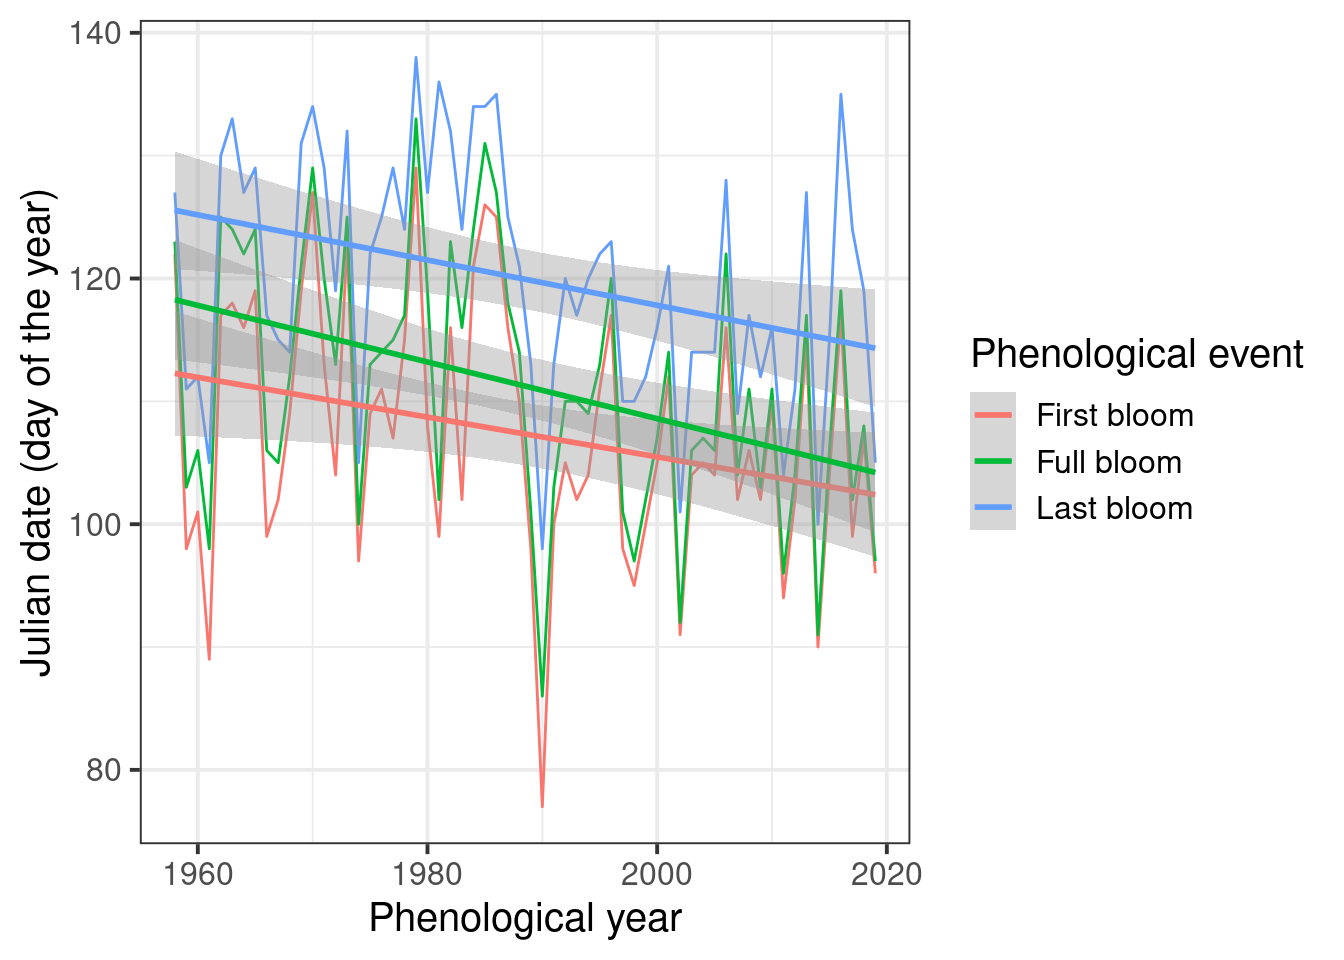 140
120
100
80
Julian date (day of the year)
1960
1980
2000
2020
Phenological year
Phenological event
First bloom
Full bloom
Last bloom